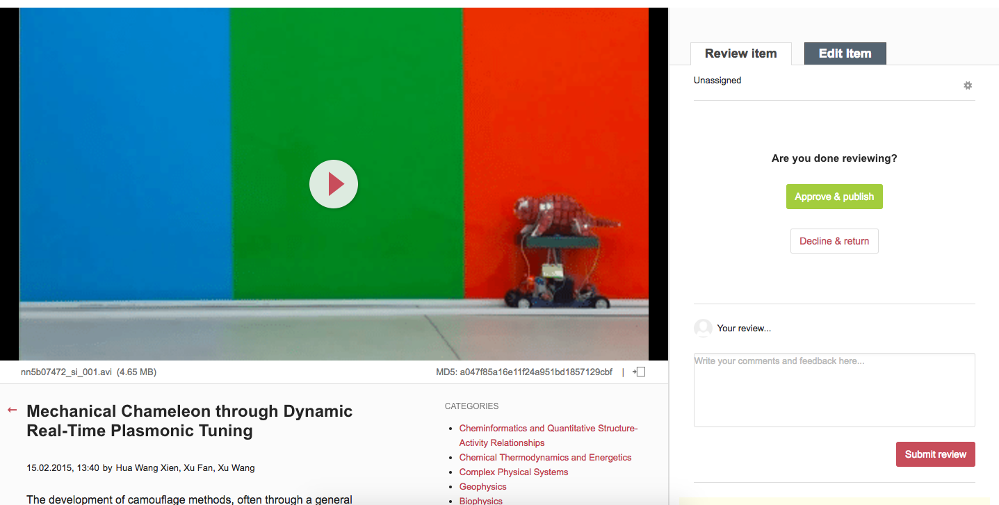 Review item
Edit item
Unassigned
Are you done reviewing?
Approve & publish
Decline & return
Your review...
Write your comments and feedback here...
Submit review
nn5b07472_si_001.avi (4.65 MB)
MD5: a047f85a16e11f24a951bd1857129cbf |
Mechanical Chameleon through Dynamic
Real-Time Plasmonic Tuning
15.02.2015, 13:40 by Hua Wang Xien, Xu Fan, Xu Wang
The development of camouflage methods, often through a general
CATEGORIES
Cheminformatics and Quantitative Structure-
Activity Relationships
Chemical Thermodynamics and Energetics
Complex Physical Systems
Geophysics
Biophysics